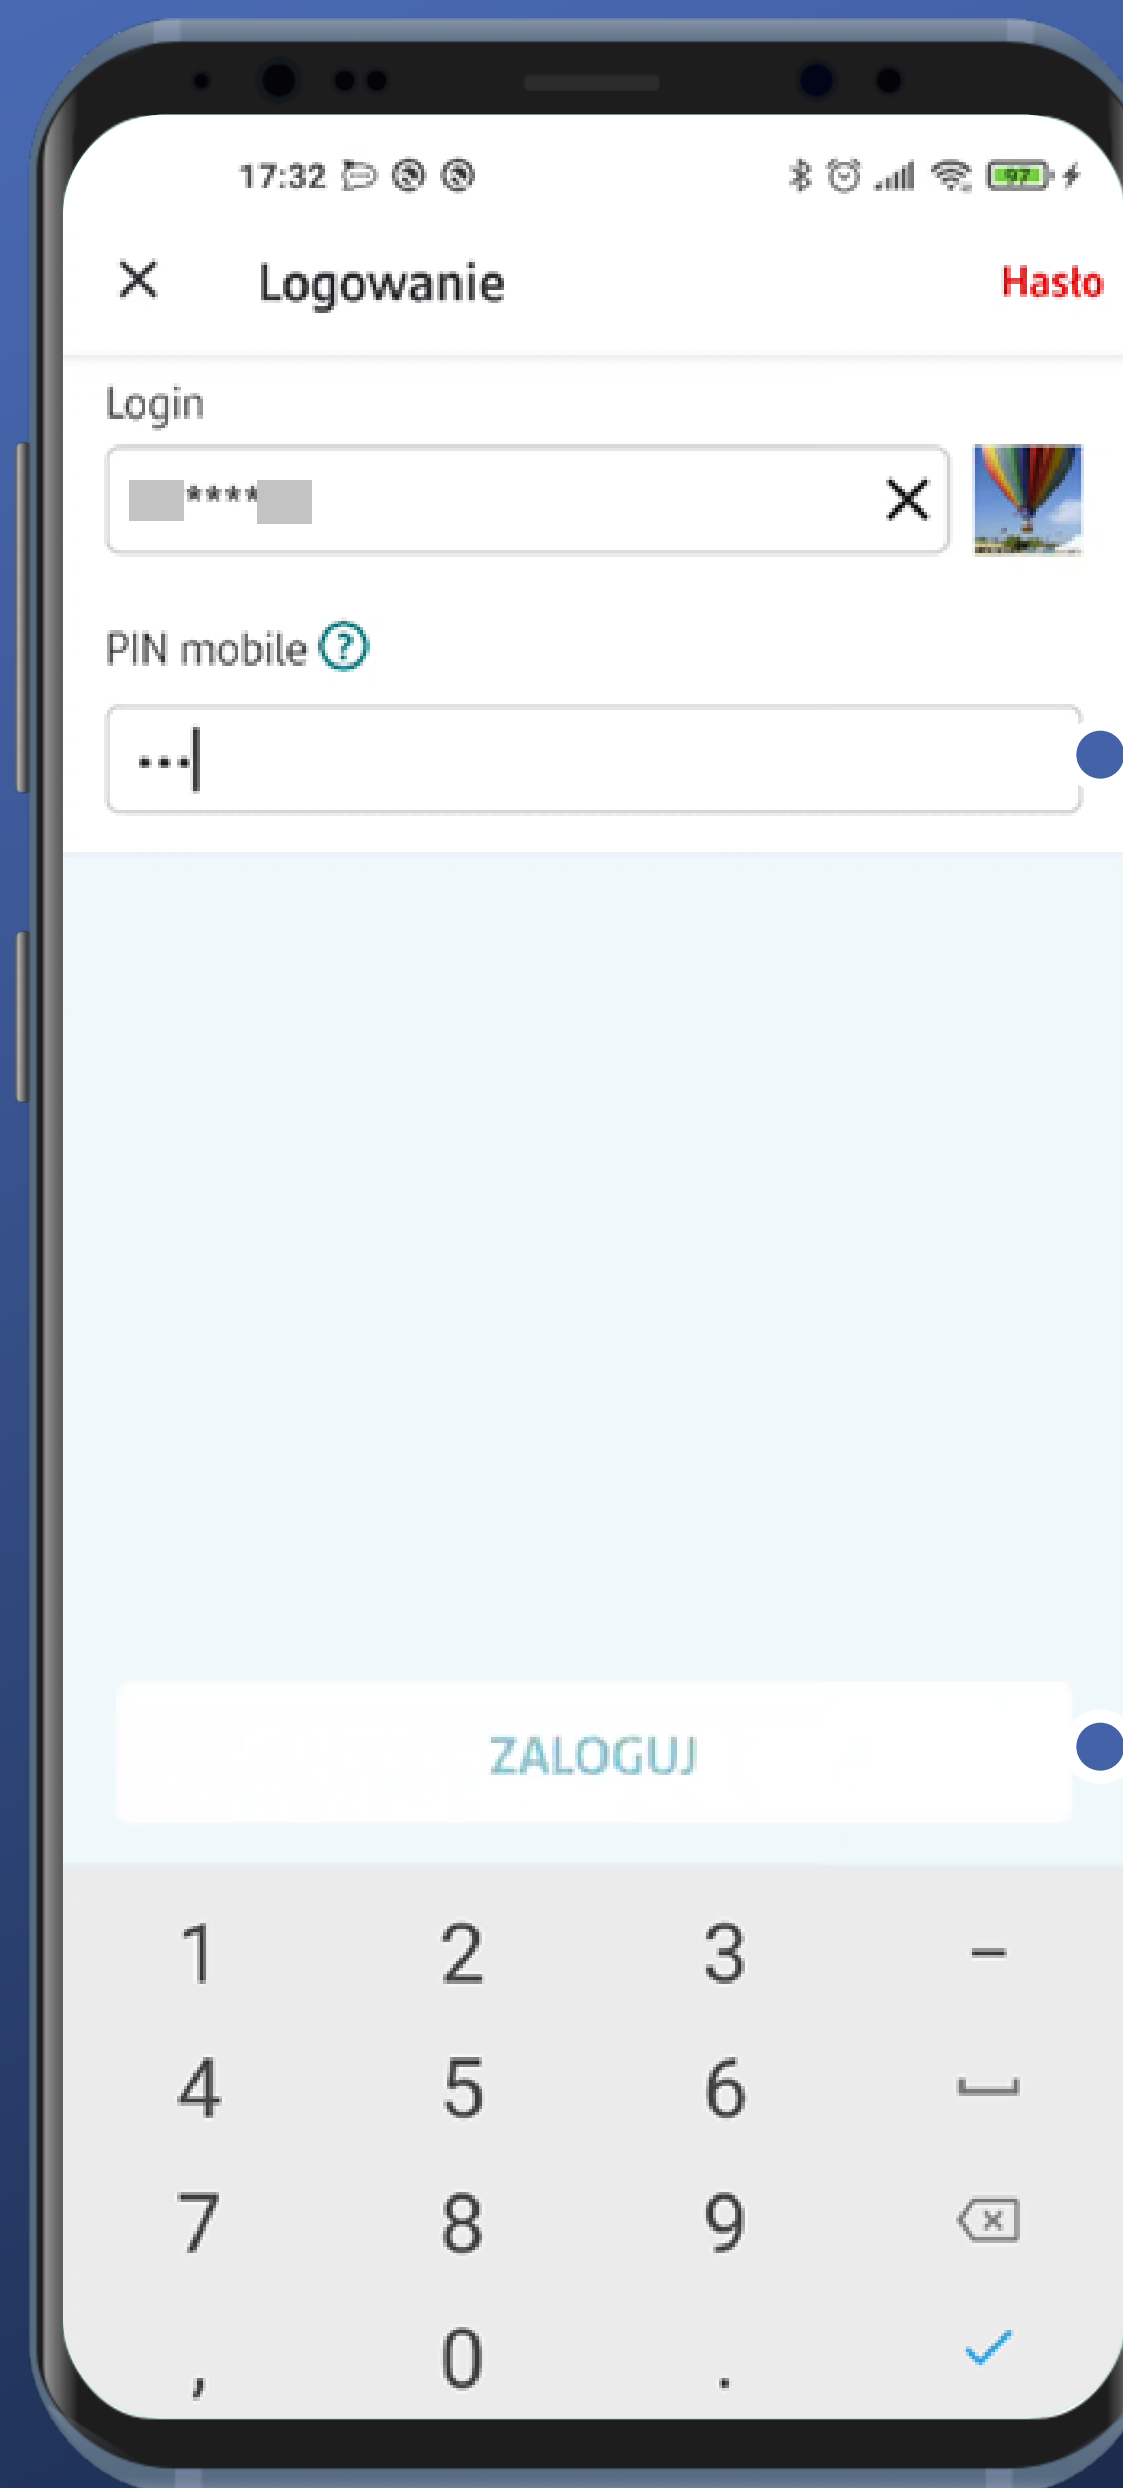 17:32 97
Logowanie Hasło
Login
****
PIN mobile ?
•••
ZALOGUJ
1 2 3 -
4 5 6
7 8 9
, 0 .